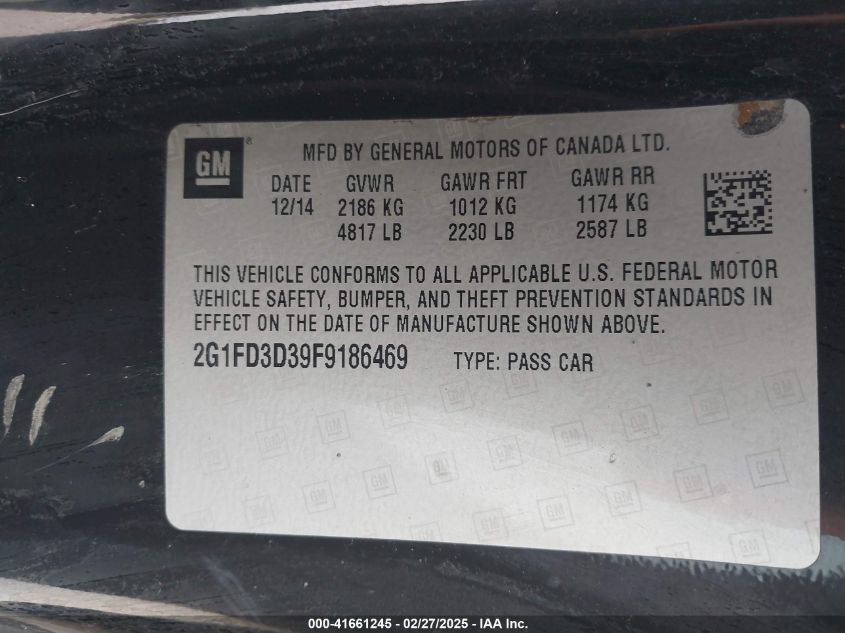 GM®
MFD BY GENERAL MOTORS OF CANADA LTD.
DATE GVWR GAWR FRT GAWR RR
12/14 2186 KG 1012 KG 1174 KG
4817 LB 2230 LB 2587 LB
THIS VEHICLE CONFORMS TO ALL APPLICABLE U.S. FEDERAL MOTOR
VEHICLE SAFETY, BUMPER, AND THEFT PREVENTION STANDARDS IN
EFFECT ON THE DATE OF MANUFACTURE SHOWN ABOVE.
2G1FD3D39F9186469 TYPE: PASS CAR
000-41661245 - 02/27/2025 - IAA Inc.